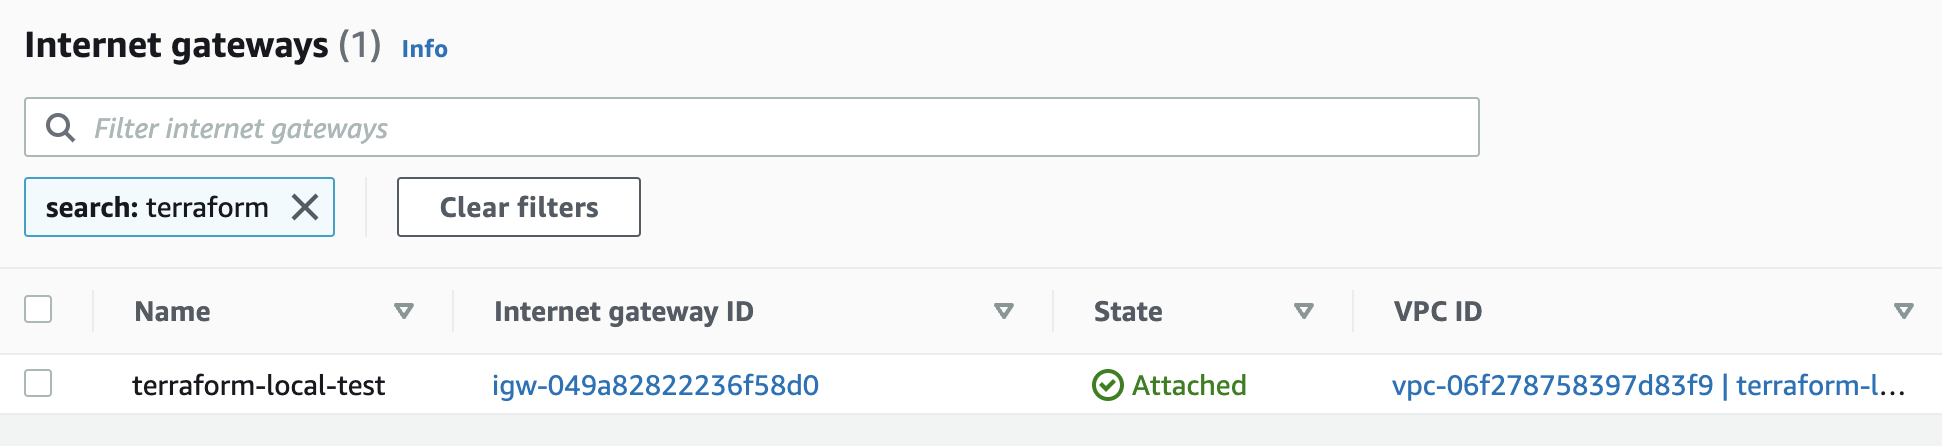 Internet gateways (1) Info
Filter internet gateways
search: terraform Clear filters
Name Internet gateway ID State VPC ID
terraform-local-test igw-049a82822236f58d0 Attached vpc-06f278758397d83f9 | terraform-l...